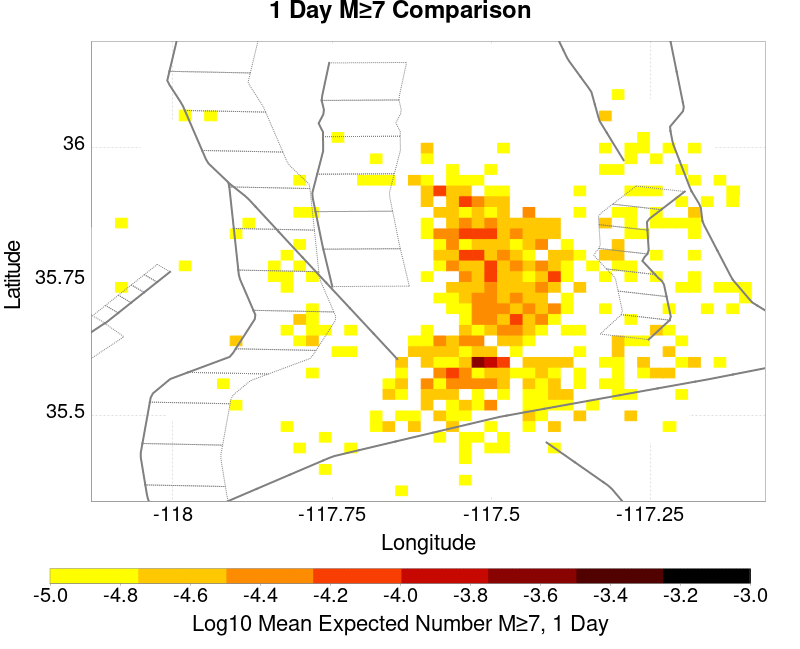 1 Day M≥7 Comparison
36
35.75
35.5
Latitude
-118 -117.75 -117.5 -117.25
Longitude
-5.0 -4.8 -4.6 -4.4 -4.2 -4.0 -3.8 -3.6 -3.4 -3.2 -3.0
Log10 Mean Expected Number M≥7, 1 Day